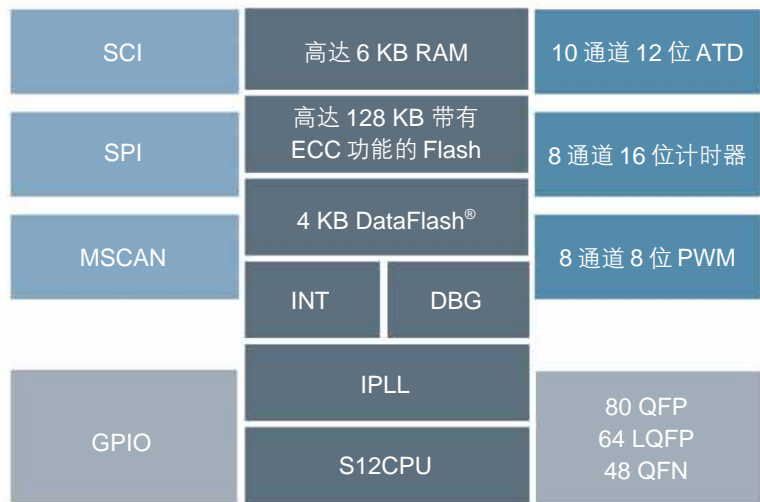 SCI
SPI
MSCAN
GPIO
高达 6 KB RAM
高达 128 KB 带有
ECC 功能的 Flash
4 KB DataFlash®
INT
DBG
IPLL
S12CPU
10 通道 12 位 ATD
8 通道 16 位计时器
8 通道 8 位 PWM
80 QFP
64 LQFP
48 QFN